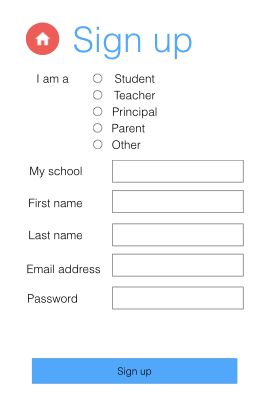 Sign up
I am a
Student
Teacher
Principal
Parent
Other
My school
First name
Last name
Email address
Password
Sign up